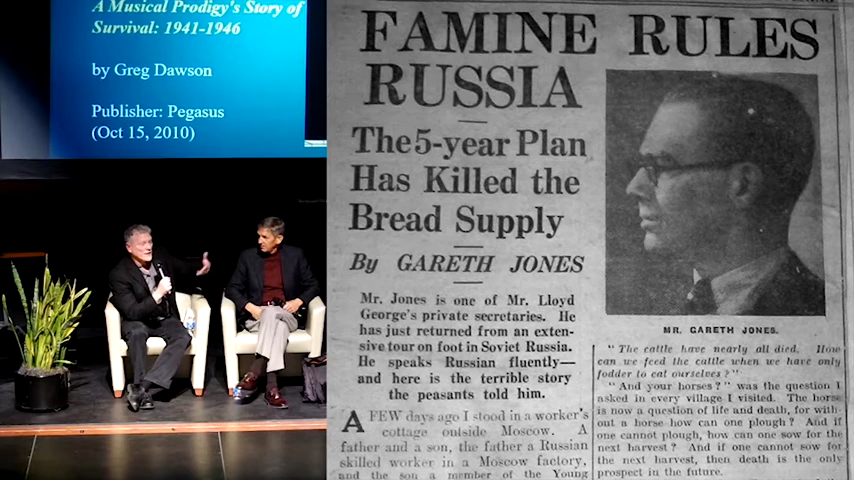 A Musical Prodigy's Story of
Survival: 1941-1946
by Greg Dawson
Publisher: Pegasus
(Oct 15, 2010)
FAMINE RULES
RUSSIA
The 5-year Plan
Has Killed the
Bread Supply
By GARETH JONES
Mr. Jones is one of Mr. Lloyd
George's private secretaries. He
has just returned from an exten-
sive tour on foot in Soviet Russia.
He speaks Russian fluently—
and here is the terrible story
the peasants told him.
A FEW days ago I stood in a worker's
cottage outside Moscow. A
father and a son, the father a Russian
skilled worker in a Moscow factory,
and the son a member of the Young
MR. GARETH JONES.
"The cattle have nearly all died. How
can we feed the cattle when we have only
fodder to eat ourselves?"
"And your horses?" was the question I
asked in every village I visited. The horse
is now a question of life and death, for with-
out a horse how can one plough? And if
one cannot plough, how can one sow for the
next harvest? And if one cannot sow for
the next harvest, then death is the only
prospect in the future.